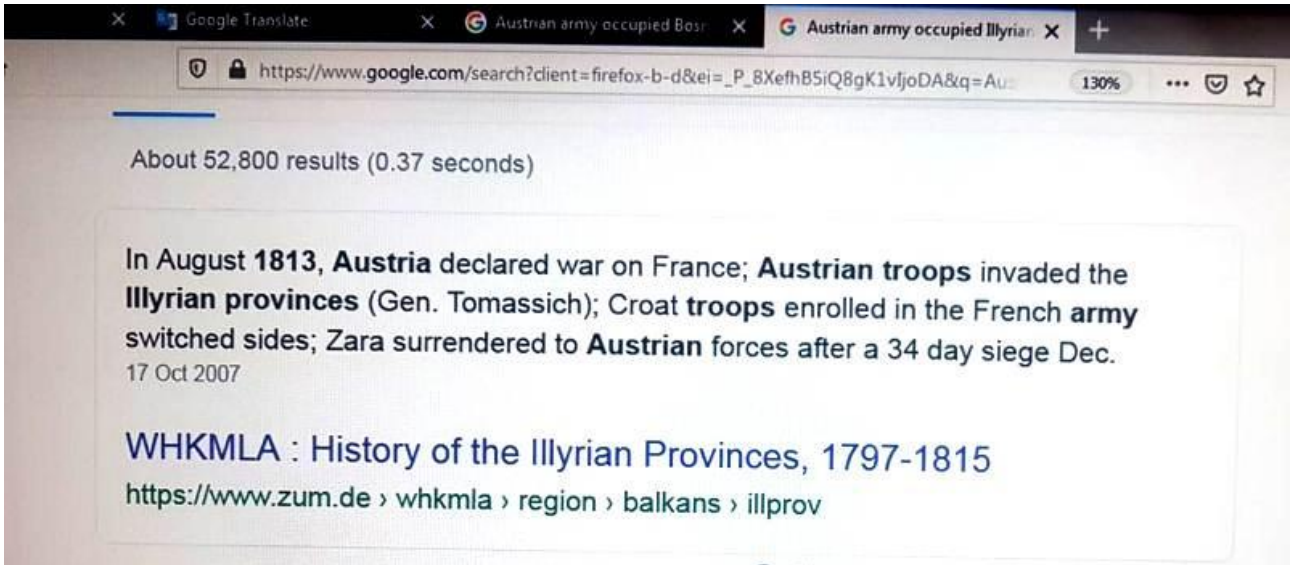 Google Translate
Austrian army occupied Bosn
Austrian army occupied Illyrian
https://www.google.com/search?client=firefox-b-d&ei=_P_8XefhB5iQ8gK1vIjoDA&q=Au
130%
About 52,800 results (0.37 seconds)
In August 1813, Austria declared war on France; Austrian troops invaded the
Illyrian provinces (Gen. Tomassich); Croat troops enrolled in the French army
switched sides; Zara surrendered to Austrian forces after a 34 day siege Dec.
17 Oct 2007
WHKMLA : History of the Illyrian Provinces, 1797-1815
https://www.zum.de › whkmla › region › balkans › illprov